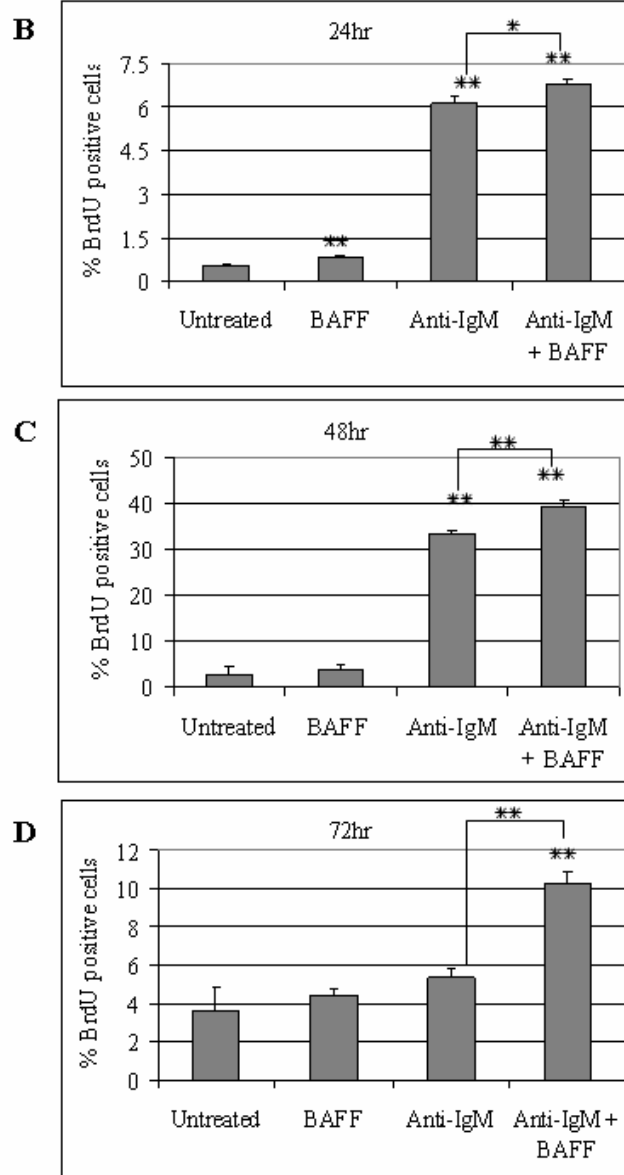 B
24hr
*
**
**
**
% BrdU positive cells
7.5
6
4.5
3
1.5
0
Untreated BAFF Anti-IgM Anti-IgM
+ BAFF
C
48hr
**
**
**
% BrdU positive cells
50
40
30
20
10
0
Untreated BAFF Anti-IgM Anti-IgM
+ BAFF
D
72hr
**
**
% BrdU positive cells
12
10
8
6
4
2
0
Untreated BAFF Anti-IgM Anti-IgM +
BAFF